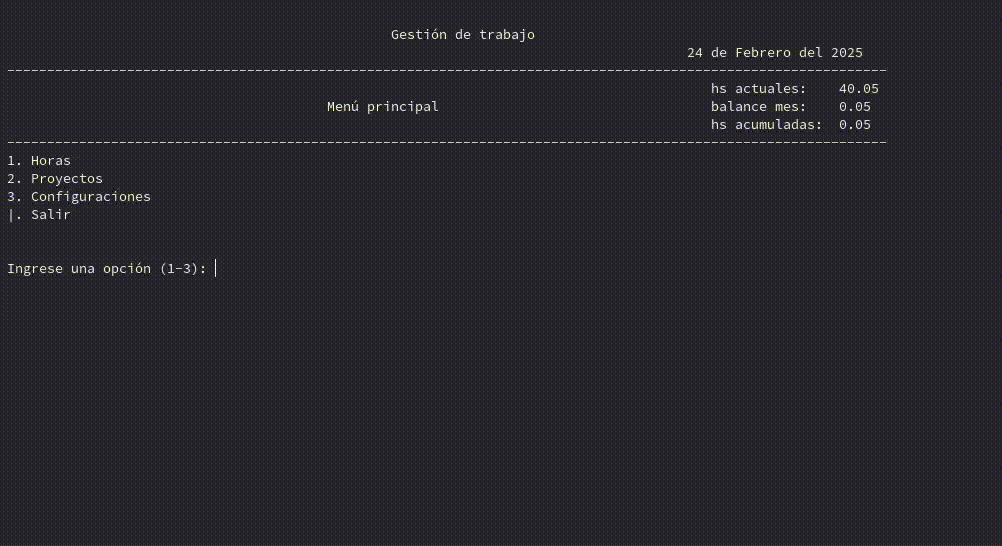 Gestión de trabajo
24 de Febrero del 2025
hs actuales: 40.05
Menú principal balance mes: 0.05
hs acumuladas: 0.05
1. Horas
2. Proyectos
3. Configuraciones
|. Salir
Ingrese una opción (1-3):